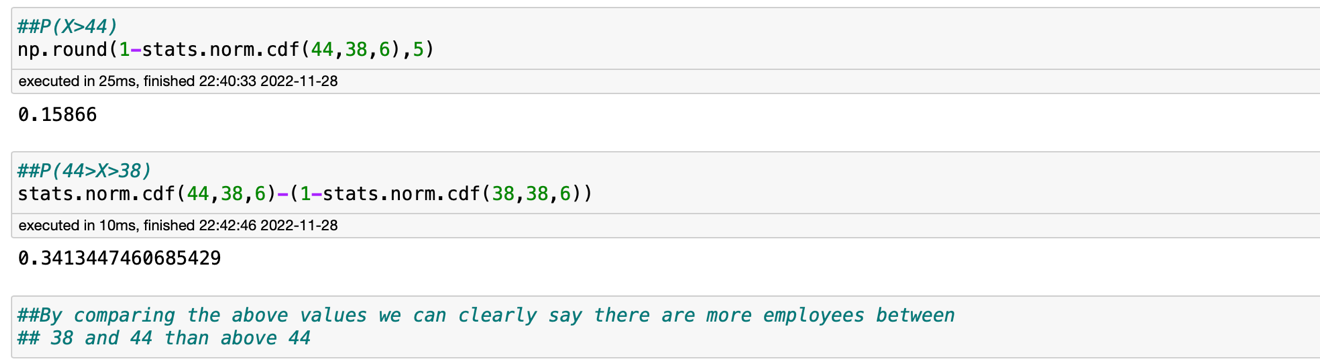 ##P(X>44)
np.round(1-stats.norm.cdf(44,38,6),5)
executed in 25ms, finished 22:40:33 2022-11-28
0.15866
##P(44>X>38)
stats.norm.cdf(44,38,6)-(1-stats.norm.cdf(38,38,6))
executed in 10ms, finished 22:42:46 2022-11-28
0.3413447460685429
##By comparing the above values we can clearly say there are more employees between
## 38 and 44 than above 44